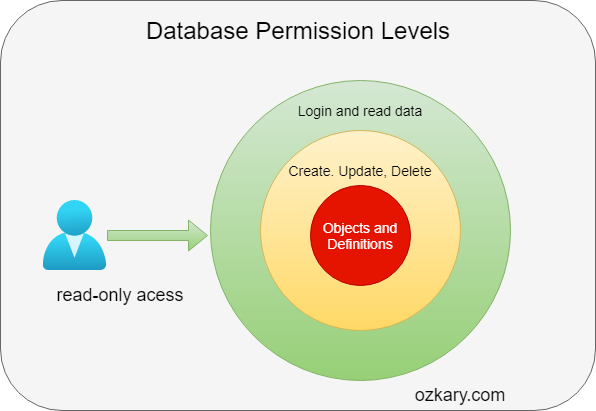 Database Permission Levels
Login and read data
Create. Update, Delete
Objects and
Definitions
read-only acess
ozkary.com